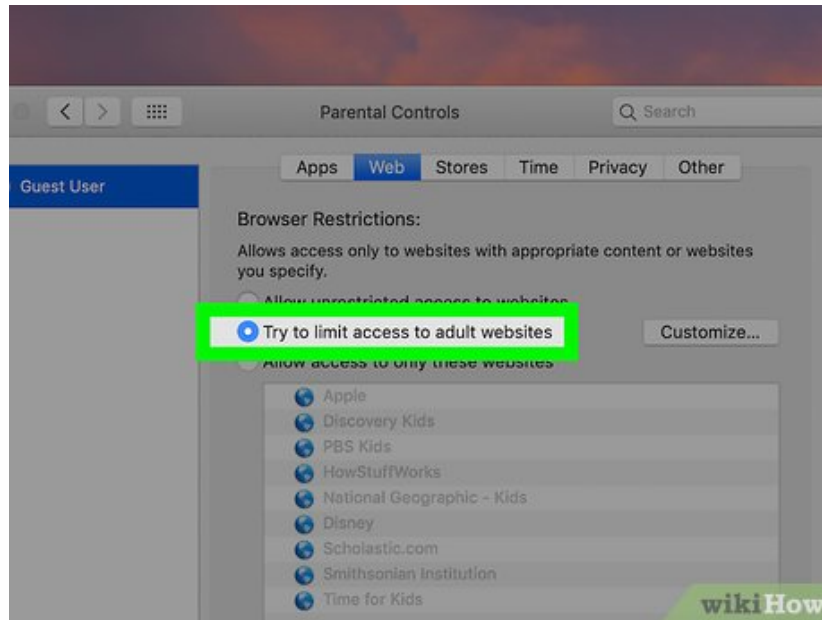 Parental Controls
Search
Apps Web Stores Time Privacy Other
Guest User
Browser Restrictions:
Allows access only to websites with appropriate content or websites
you specify.
Allow unrestricted access to websites
Try to limit access to adult websites
Customize...
Allow access to only these websites
Apple
Discovery Kids
PBS Kids
HowStuffWorks
National Geographic - Kids
Disney
Scholastic.com
Smithsonian Institution
Time for Kids
wikiHow